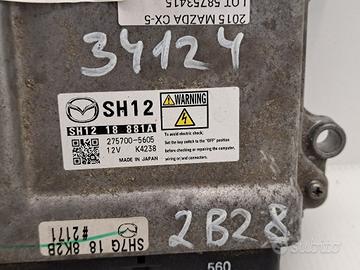 2015 MAZDA CX-5
LOT 58753415
34124
SH12
SH12 18 881A
275700-5605
12V K4238
MADE IN JAPAN
WARNING
To avoid electric shock;
Set the key switch to the "OFF" position
before checking or repairing the computer,
wiring or connectors.
SH7G 18 8K2B
#2171
2B28
560
subito